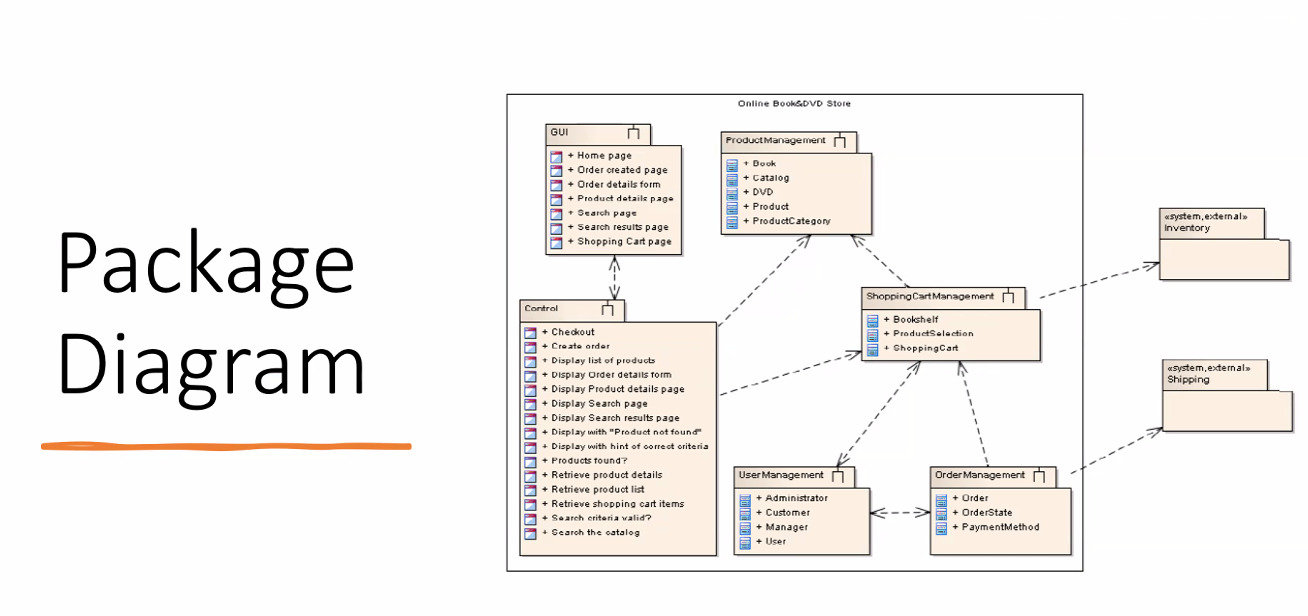 Package
Diagram
Online Book&DVD Store
GUI
+ Home page
+ Order created page
+ Order details form
+ Product details page
+ Search page
+ Search results page
+ Shopping Cart page
ProductManagement
+ Book
+ Catalog
+ DVD
+ Product
+ ProductCategory
«system,external»
Inventory
Control
+ Checkout
+ Create order
+ Display list of products
+ Display Order details form
+ Display Product details page
+ Display Search page
+ Display Search results page
+ Display with "Product not found"
+ Display with hint of correct criteria
+ Products found?
+ Retrieve product details
+ Retrieve product list
+ Retrieve shopping cart items
+ Search criteria valid?
+ Search the catalog
ShoppingCartManagement
+ Bookshelf
+ ProductSelection
+ ShoppingCart
«system,external»
Shipping
UserManagement
+ Administrator
+ Customer
+ Manager
+ User
OrderManagement
+ Order
+ OrderState
+ PaymentMethod